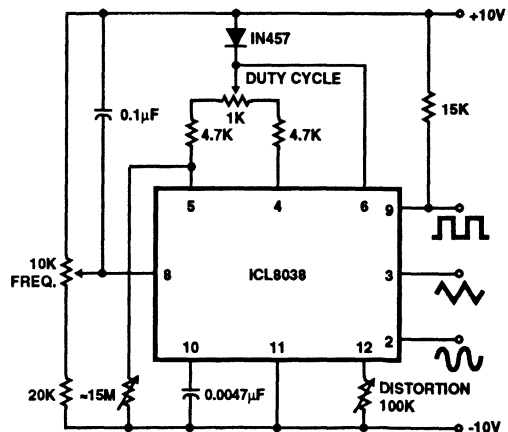 +10V
IN457
DUTY CYCLE
0.1µF
1K
15K
4.7K
4.7K
5
4
6
9
10K
FREQ.
8
ICL8038
3
2
10
11
12
20K
~15M
0.0047µF
DISTORTION
100K
-10V